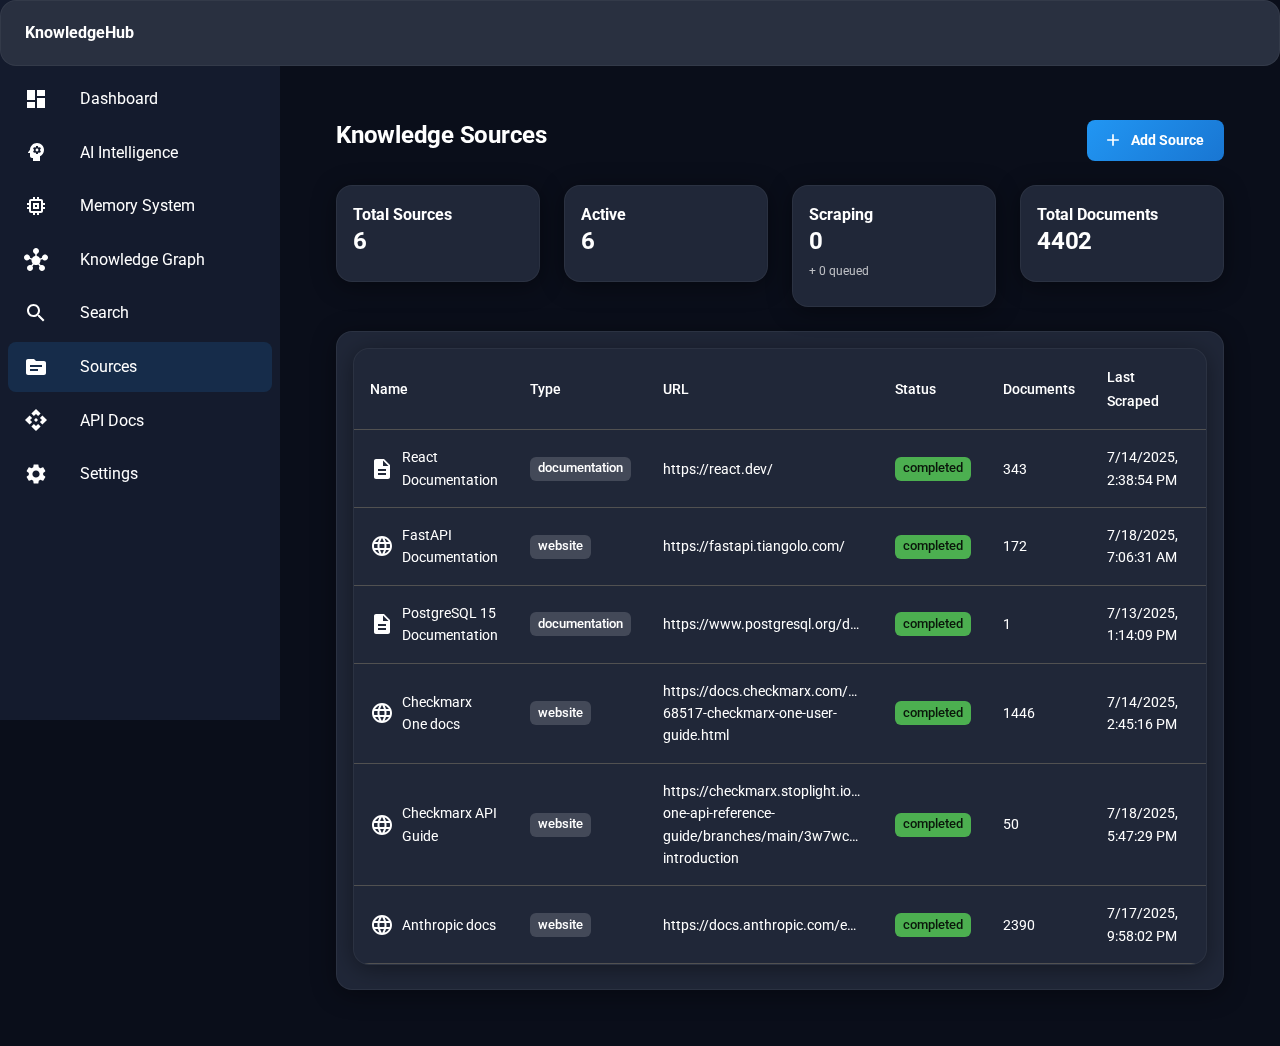 KnowledgeHub
Dashboard
AI Intelligence
Memory System
Knowledge Graph
Search
Sources
API Docs
Settings
Knowledge Sources
Add Source
Total Sources
6
Active
6
Scraping
0
+ 0 queued
Total Documents
4402
Name
Type
URL
Status
Documents
Last
Scraped
React
Documentation
documentation
https://react.dev/
completed
343
7/14/2025,
2:38:54 PM
FastAPI
Documentation
website
https://fastapi.tiangolo.com/
completed
172
7/18/2025,
7:06:31 AM
PostgreSQL 15
Documentation
documentation
https://www.postgresql.org/d…
completed
1
7/13/2025,
1:14:09 PM
Checkmarx
One docs
website
https://docs.checkmarx.com/…
68517-checkmarx-one-user-
guide.html
completed
1446
7/14/2025,
2:45:16 PM
Checkmarx API
Guide
website
https://checkmarx.stoplight.io…
one-api-reference-
guide/branches/main/3w7wc…
introduction
completed
50
7/18/2025,
5:47:29 PM
Anthropic docs
website
https://docs.anthropic.com/e…
completed
2390
7/17/2025,
9:58:02 PM